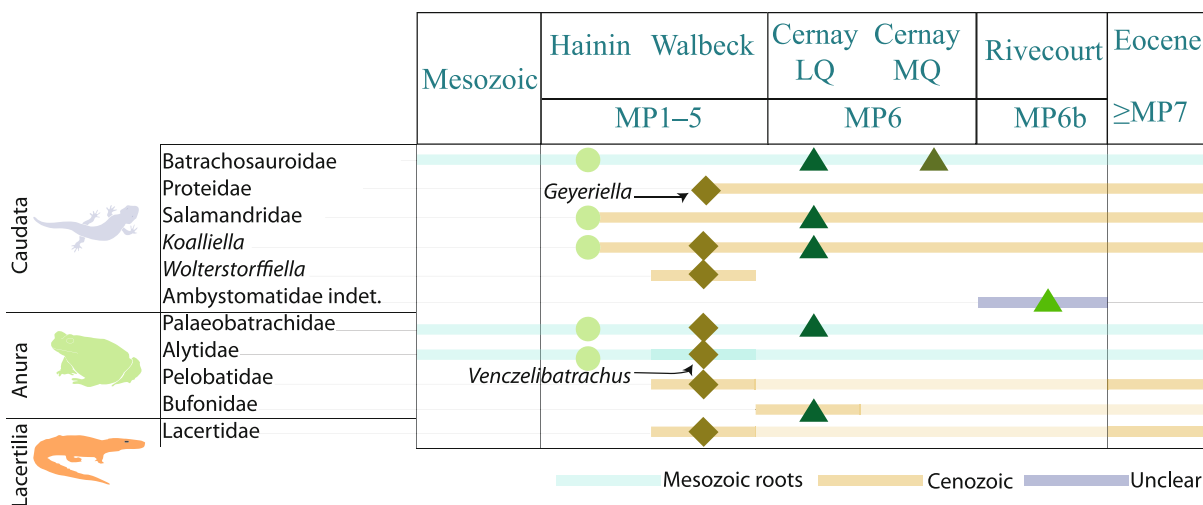 Mesozoic
Hainin Walbeck
Cernay LQ
Cernay MQ
Rivecourt
Eocene
MP1–5
MP6
MP6b
≥MP7
Caudata
Batrachosauroidae
Proteidae
Geyeriella
Salamandridae
Koalliella
Wolterstorffiella
Ambystomatidae indet.
Anura
Palaeobatrachidae
Alytidae
Venczelibatrachus
Pelobatidae
Bufonidae
Lacertilia
Lacertidae
Mesozoic roots
Cenozoic
Unclear